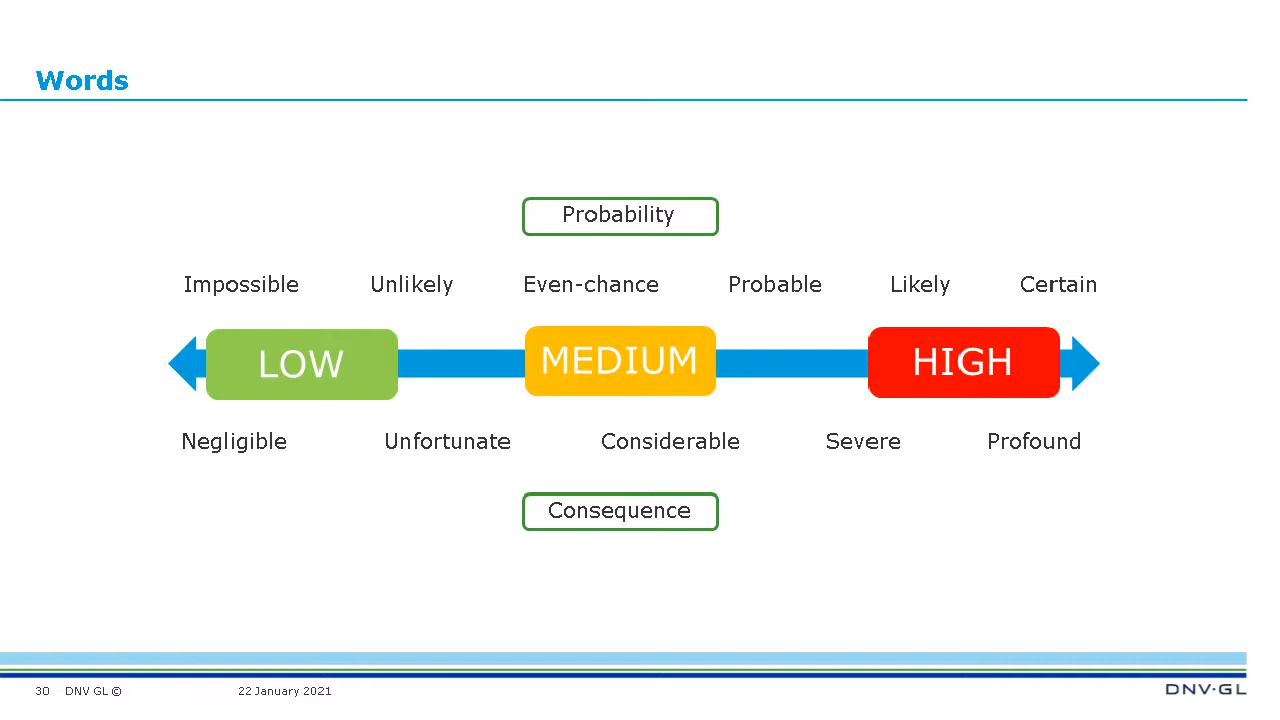 Words
Probability
Impossible Unlikely Even-chance Probable Likely Certain
LOW MEDIUM HIGH
Negligible Unfortunate Considerable Severe Profound
Consequence
30 DNV GL © 22 January 2021 DNV·GL